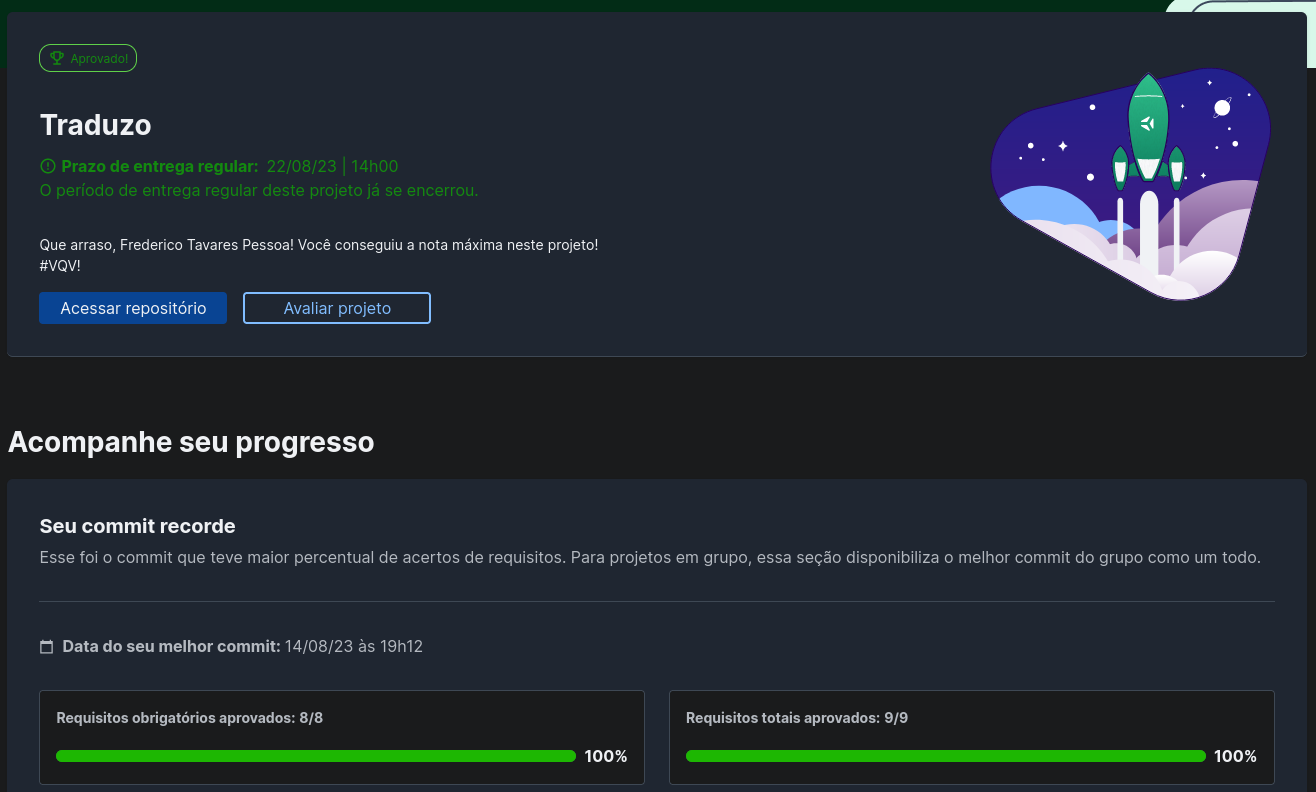 Aprovado!
Traduzo
Prazo de entrega regular: 22/08/23 | 14h00
O período de entrega regular deste projeto já se encerrou.
Que arraso, Frederico Tavares Pessoa! Você conseguiu a nota máxima neste projeto!
#VQV!
Acessar repositório
Avaliar projeto
Acompanhe seu progresso
Seu commit recorde
Esse foi o commit que teve maior percentual de acertos de requisitos. Para projetos em grupo, essa seção disponibiliza o melhor commit do grupo como um todo.
Data do seu melhor commit: 14/08/23 às 19h12
Requisitos obrigatórios aprovados: 8/8
100%
Requisitos totais aprovados: 9/9
100%